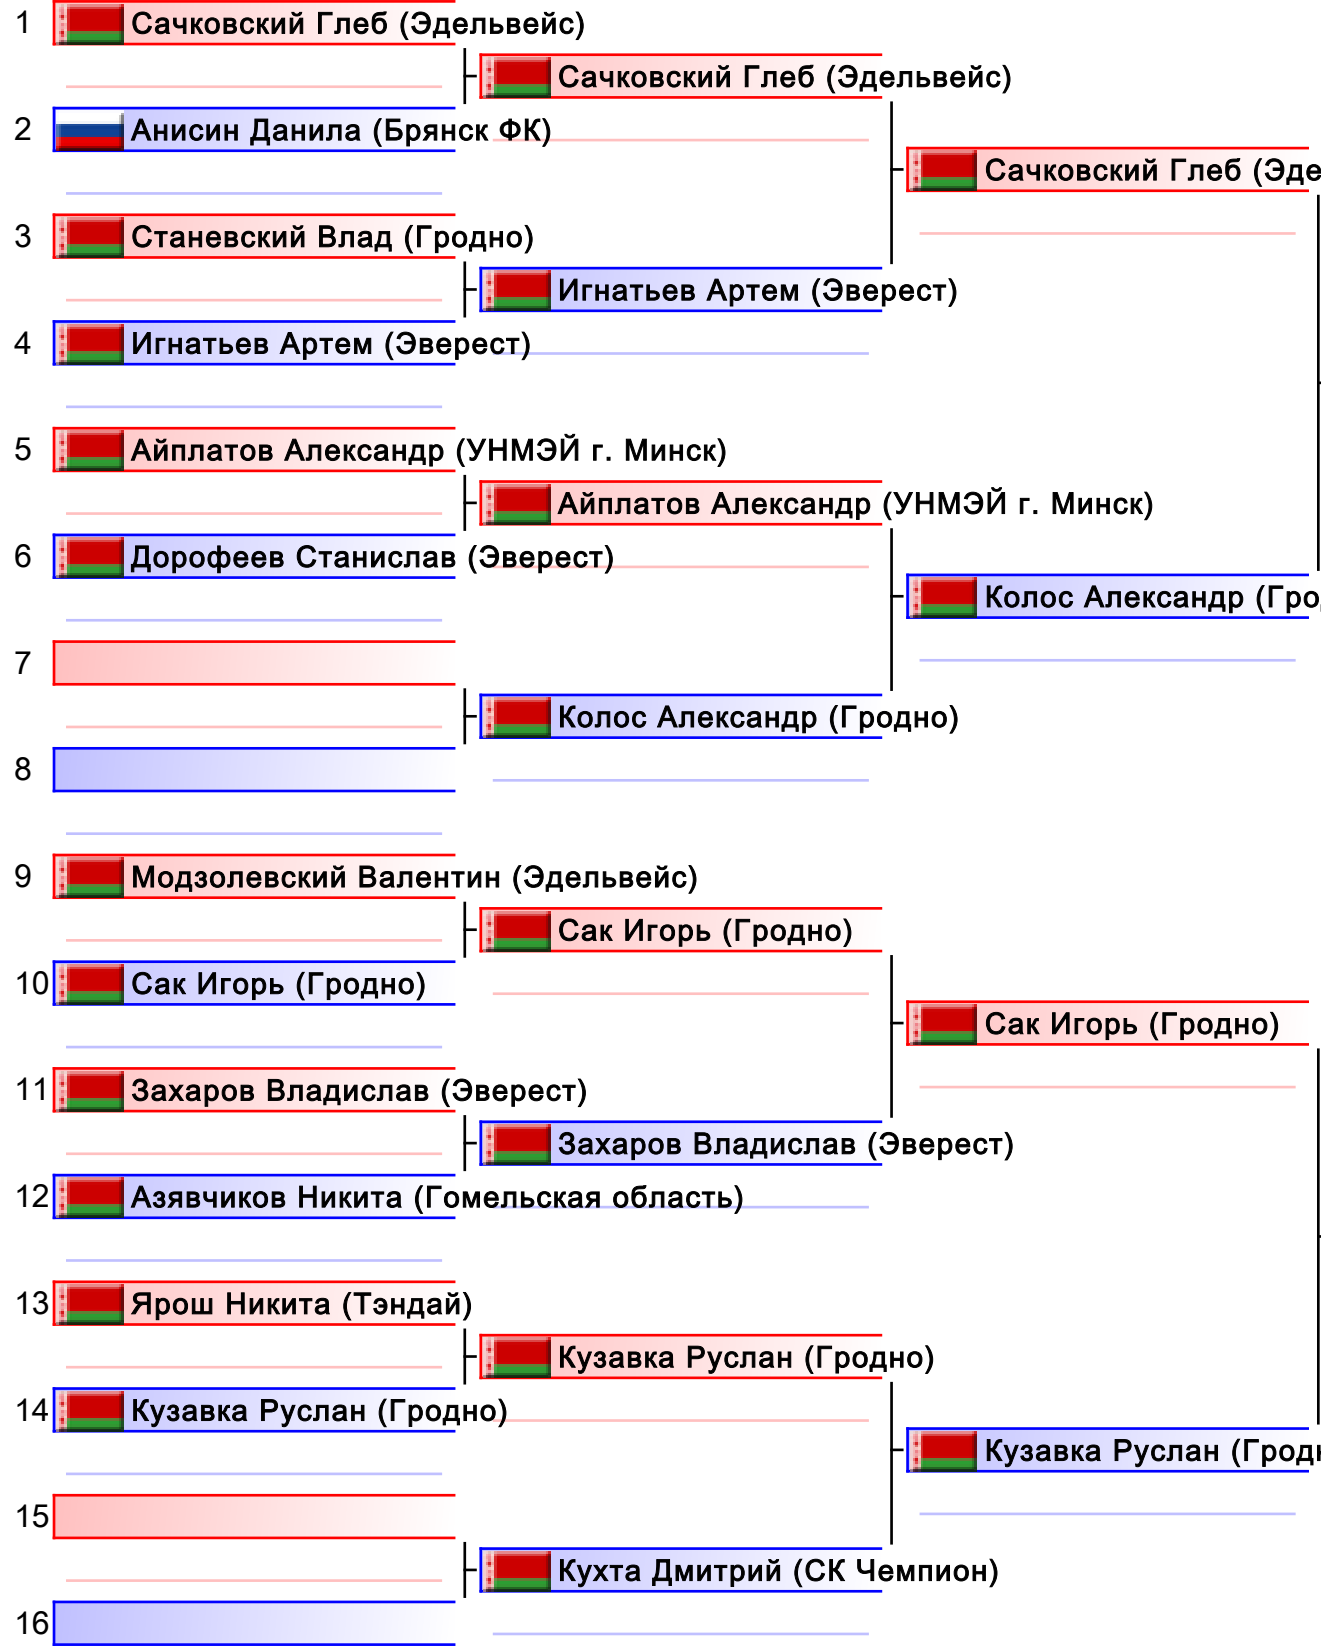 1 Сачковский Глеб (Эдельвейс)
Сачковский Глеб (Эдельвейс)
2 Анисин Данила (Брянск ФК)
Сачковский Глеб (Эде
3 Станевский Влад (Гродно)
Игнатьев Артем (Эверест)
4 Игнатьев Артем (Эверест)
5 Айплатов Александр (УНМЭЙ г. Минск)
Айплатов Александр (УНМЭЙ г. Минск)
6 Дорофеев Станислав (Эверест)
Колос Александр (Гро
7
Колос Александр (Гродно)
8
9 Модзолевский Валентин (Эдельвейс)
Сак Игорь (Гродно)
10 Сак Игорь (Гродно)
Сак Игорь (Гродно)
11 Захаров Владислав (Эверест)
Захаров Владислав (Эверест)
12 Азявчиков Никита (Гомельская область)
13 Ярош Никита (Тэндай)
Кузавка Руслан (Гродно)
14 Кузавка Руслан (Гродно)
Кузавка Руслан (Грод
15
Кухта Дмитрий (СК Чемпион)
16